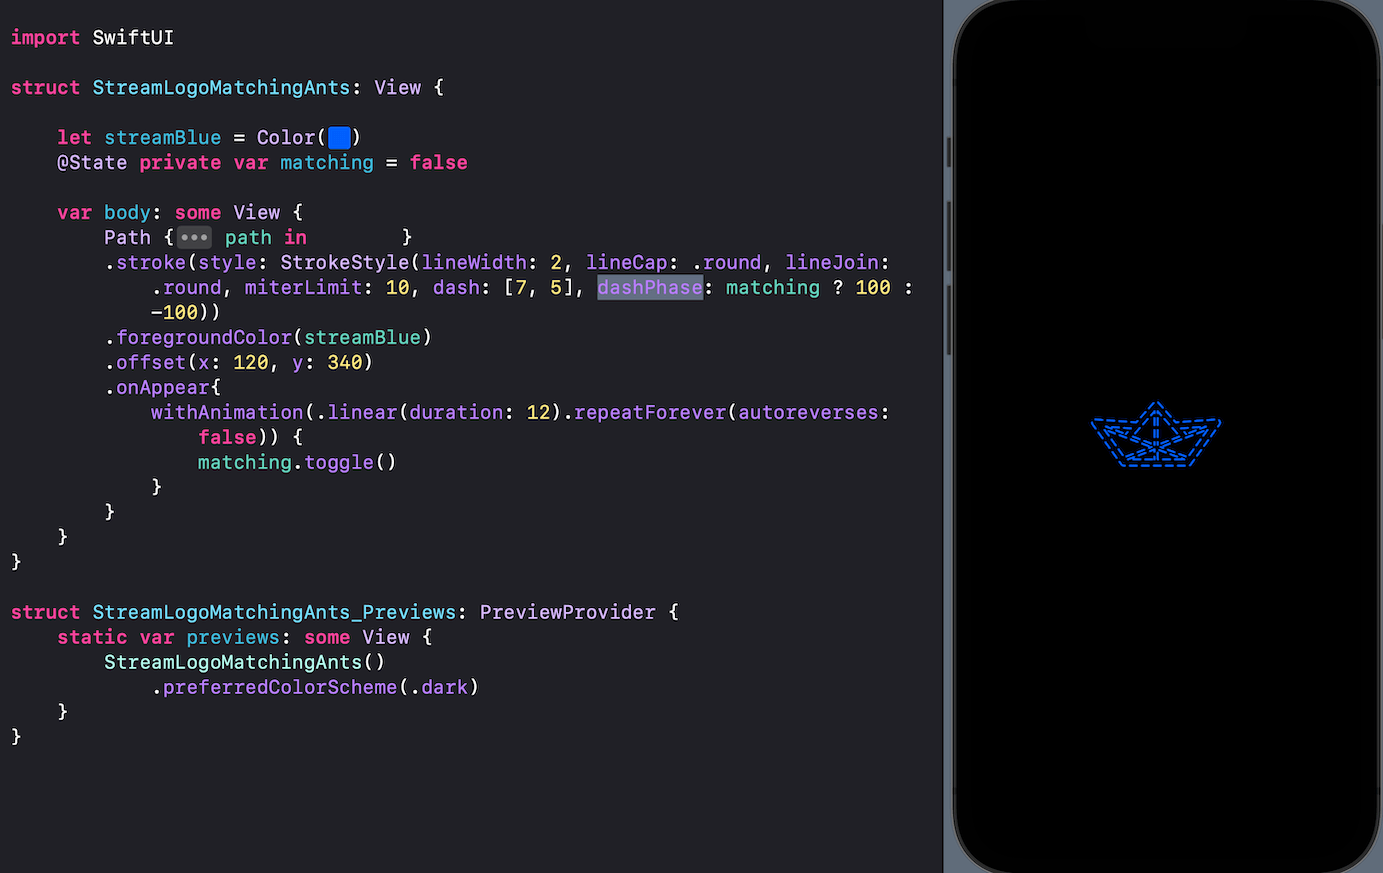 import SwiftUI
struct StreamLogoMatchingAnts: View {
let streamBlue = Color( )
@State private var matching = false
var body: some View {
Path {••• path in }
.stroke(style: StrokeStyle(lineWidth: 2, lineCap: .round, lineJoin:
.round, miterLimit: 10, dash: [7, 5], dashPhase: matching ? 100 :
-100))
.foregroundColor(streamBlue)
.offset(x: 120, y: 340)
.onAppear{
withAnimation(.linear(duration: 12).repeatForever(autoreverses:
false)) {
matching.toggle()
}
}
}
}
struct StreamLogoMatchingAnts_Previews: PreviewProvider {
static var previews: some View {
StreamLogoMatchingAnts()
.preferredColorScheme(.dark)
}
}